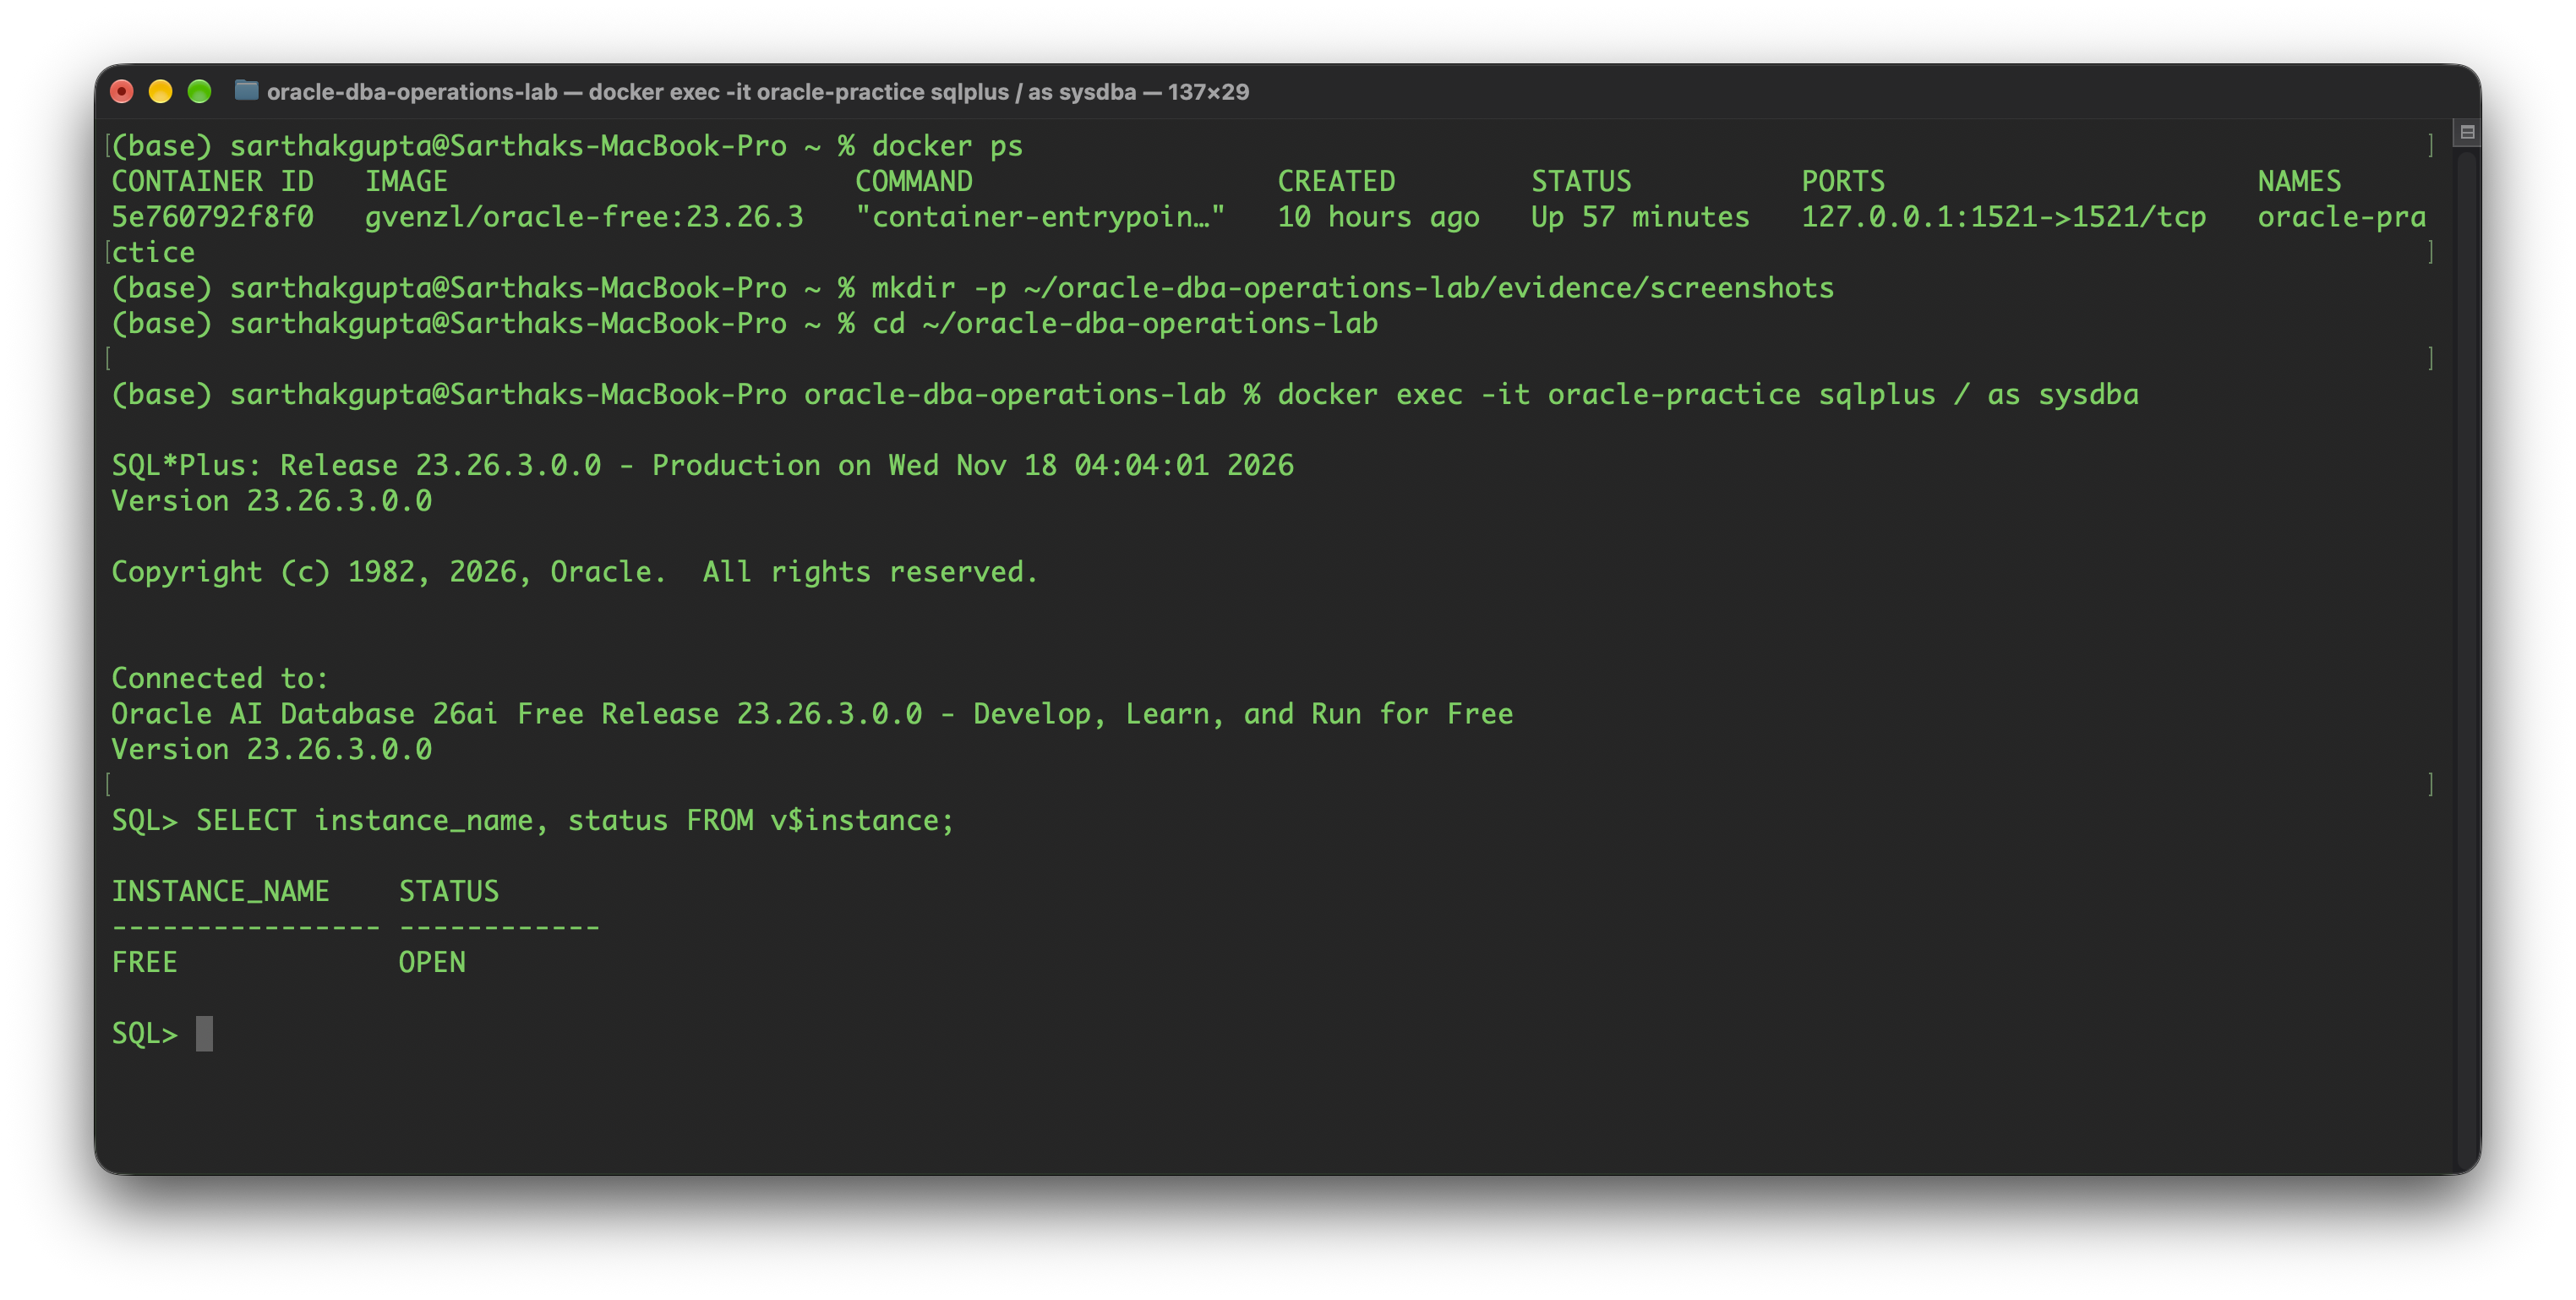 oracle-dba-operations-lab — docker exec -it oracle-practice sqlplus / as sysdba — 137×29
[(base) sarthakgupta@Sarthaks-MacBook-Pro ~ % docker ps ]
CONTAINER ID   IMAGE                        COMMAND                  CREATED        STATUS          PORTS                      NAMES
5e760792f8f0   gvenzl/oracle-free:23.26.3   "container-entrypoin…"   10 hours ago   Up 57 minutes   127.0.0.1:1521->1521/tcp   oracle-pra
[ctice ]
(base) sarthakgupta@Sarthaks-MacBook-Pro ~ % mkdir -p ~/oracle-dba-operations-lab/evidence/screenshots
(base) sarthakgupta@Sarthaks-MacBook-Pro ~ % cd ~/oracle-dba-operations-lab
[ ]
(base) sarthakgupta@Sarthaks-MacBook-Pro oracle-dba-operations-lab % docker exec -it oracle-practice sqlplus / as sysdba
SQL*Plus: Release 23.26.3.0.0 - Production on Wed Nov 18 04:04:01 2026
Version 23.26.3.0.0
Copyright (c) 1982, 2026, Oracle.  All rights reserved.
Connected to:
Oracle AI Database 26ai Free Release 23.26.3.0.0 - Develop, Learn, and Run for Free
Version 23.26.3.0.0
[ ]
SQL> SELECT instance_name, status FROM v$instance;
INSTANCE_NAME    STATUS
---------------- ------------
FREE             OPEN
SQL>